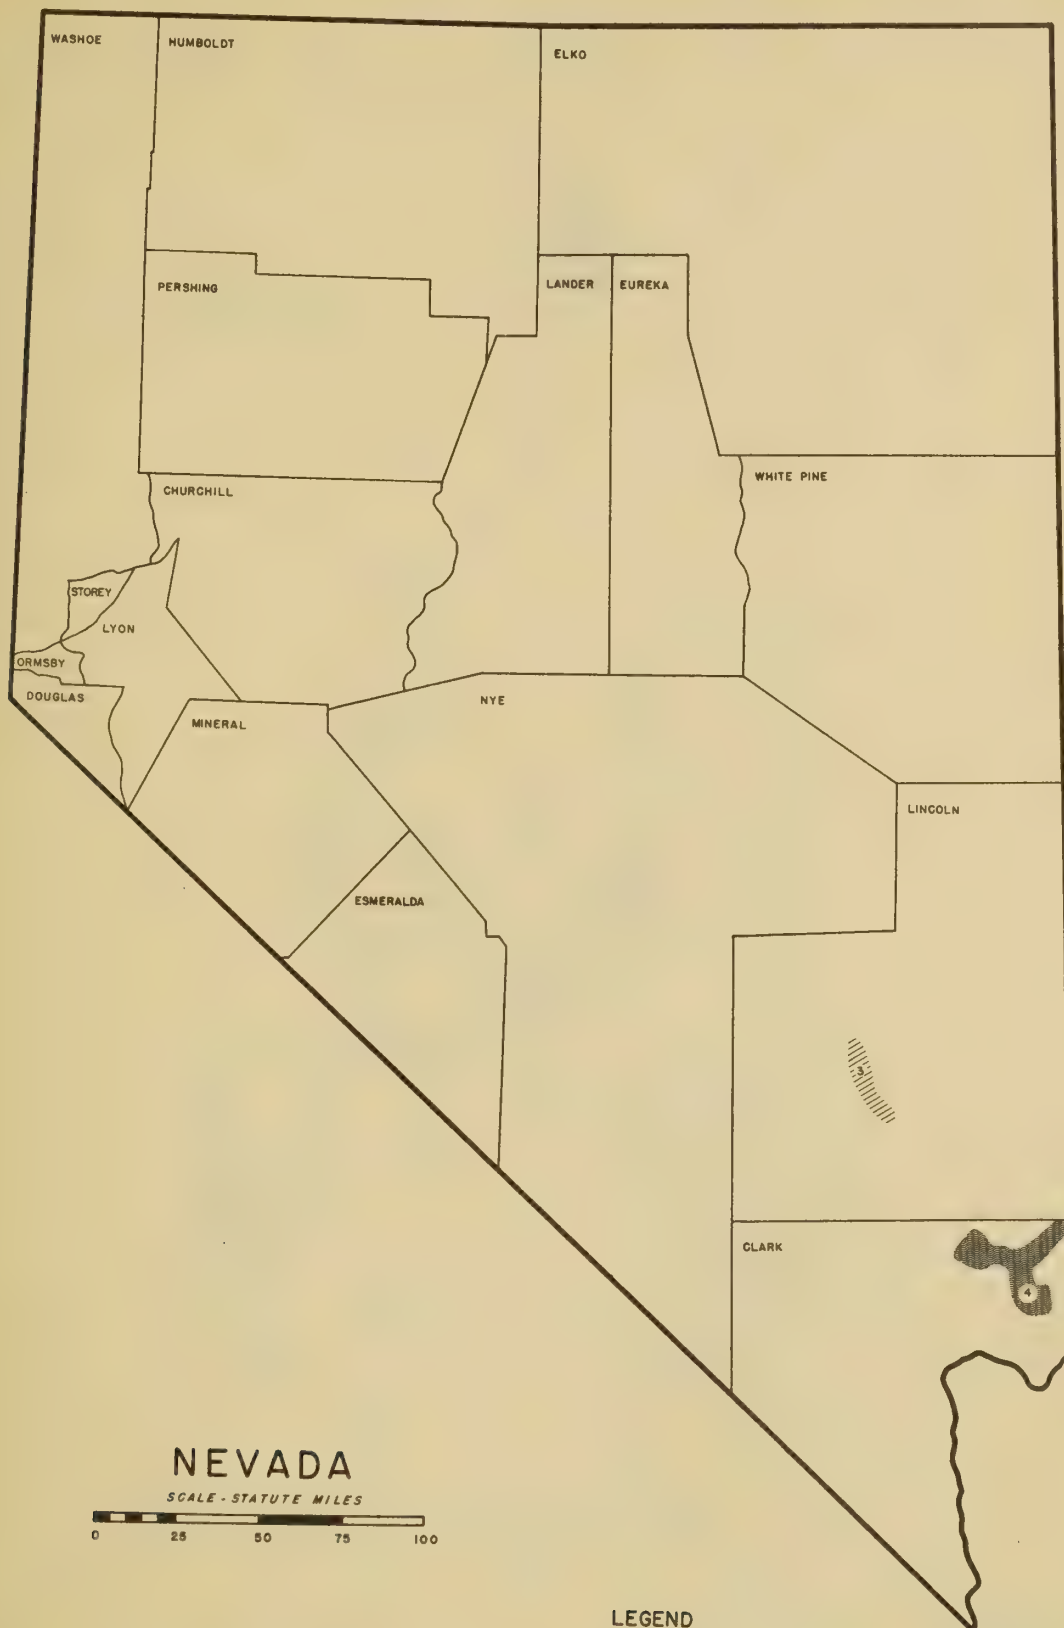 WASHOE
HUMBOLDT
ELKO
PERSHING
LANDER
EUREKA
CHURCHILL
WHITE PINE
STOREY
LYON
ORMSBY
DOUGLAS
MINERAL
NYE
LINCOLN
ESMERALDA
3
CLARK
4
NEVADA
SCALE - STATUTE MILES
0 25 50 75 100
LEGEND